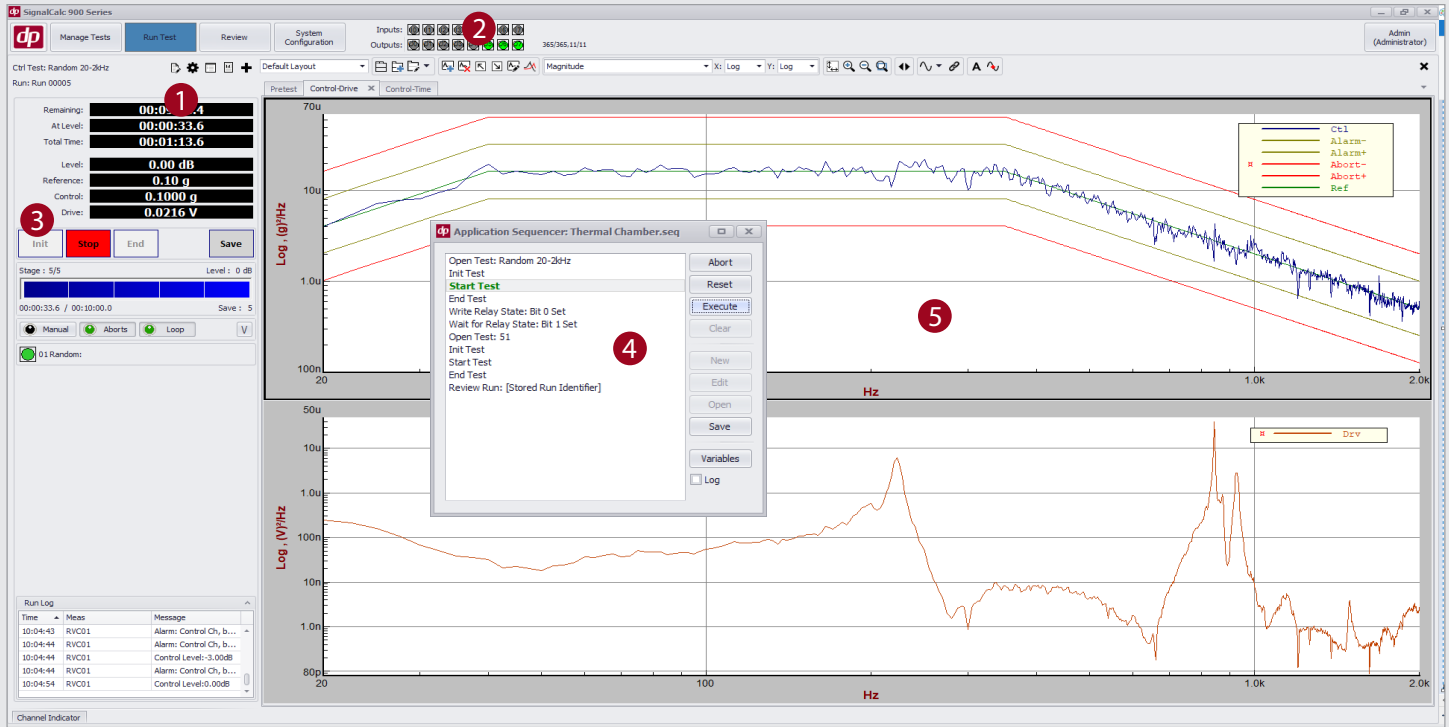 dp SignalCalc 900 Series
dp Manage Tests Run Test Review System Configuration
Inputs:
Outputs: 365/365,11/11
2
Admin (Administrator)
Ctrl Test: Random 20-2kHz
Run: Run 00005
Default Layout
Magnitude
X: Log Y: Log
A
Pretest Control-Drive Control-Time
1
Remaining: 00:0
At Level: 00:00:33.6
Total Time: 00:01:13.6
Level: 0.00 dB
Reference: 0.10 g
Control: 0.1000 g
Drive: 0.0216 V
3
Init Stop End Save
Stage : 5/5 Level : 0 dB
00:00:33.6 / 00:10:00.0 Save : 5
Manual Aborts Loop V
01 Random:
Run Log
Time Meas Message
10:04:43 RVC01 Alarm: Control Ch, b...
10:04:44 RVC01 Alarm: Control Ch, b...
10:04:44 RVC01 Control Level:-3.00dB
10:04:44 RVC01 Alarm: Control Ch, b...
10:04:54 RVC01 Control Level:0.00dB
Channel Indicator
70u
10u
1.0u
100n
Log , (g)²/Hz
20 1.0k 2.0k
Hz
Ctl
Alarm-
Alarm+
Abort-
Abort+
Ref
5
dp Application Sequencer: Thermal Chamber.seq
Open Test: Random 20-2kHz
Init Test
Start Test
End Test
Write Relay State: Bit 0 Set
Wait for Relay State: Bit 1 Set
Open Test: 51
Init Test
Start Test
End Test
Review Run: [Stored Run Identifier]
4
Abort
Reset
Execute
Clear
New
Edit
Open
Save
Variables
Log
50u
10u
1.0u
100n
10n
1.0n
80p
Log , (V)²/Hz
20 100 1.0k 2.0k
Hz
Drv